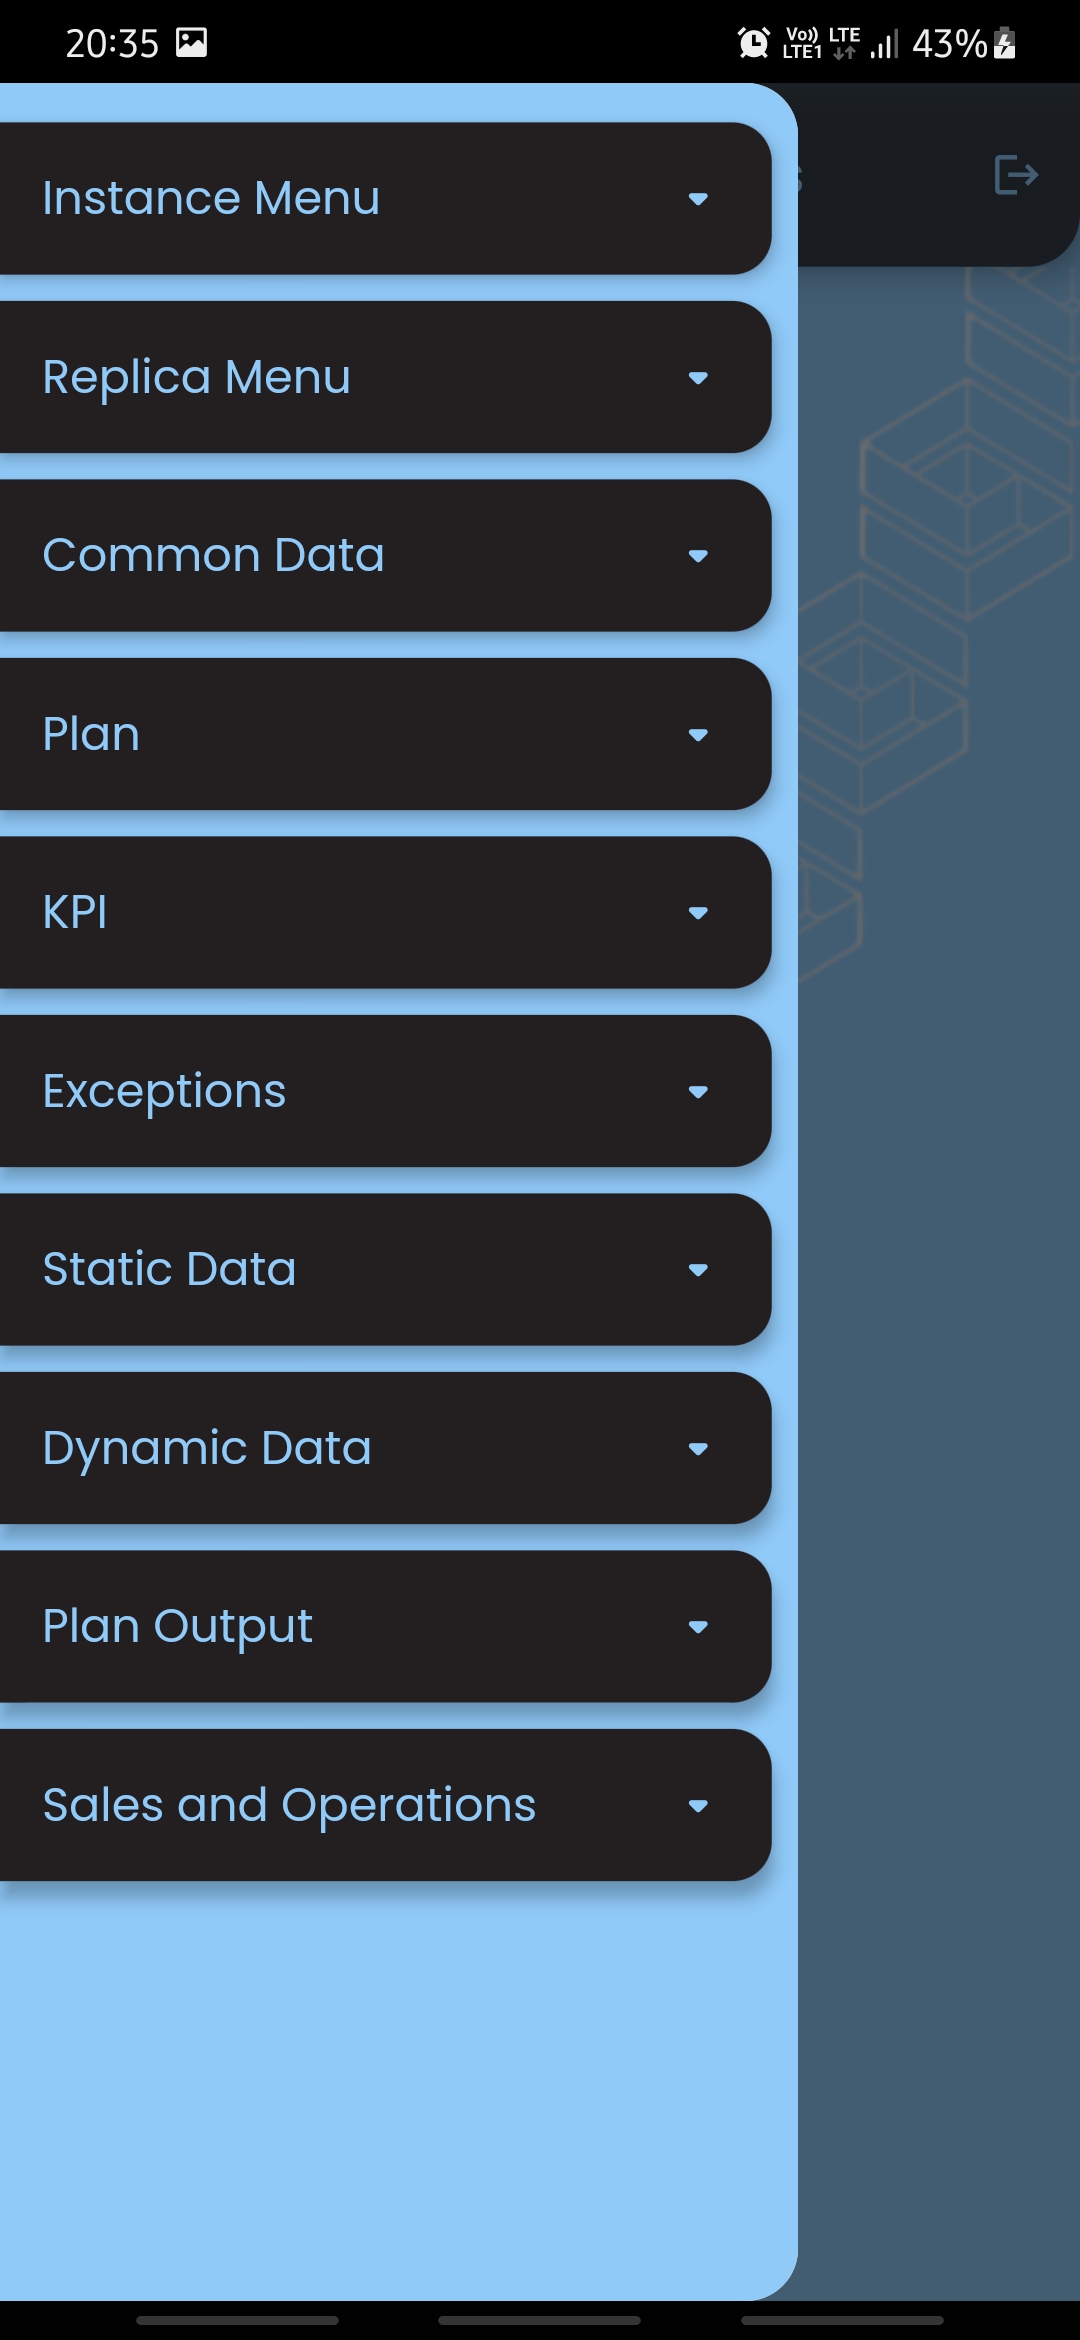 20:35
Vo)) LTE
LTE1
43%
Instance Menu
Replica Menu
Common Data
Plan
KPI
Exceptions
Static Data
Dynamic Data
Plan Output
Sales and Operations